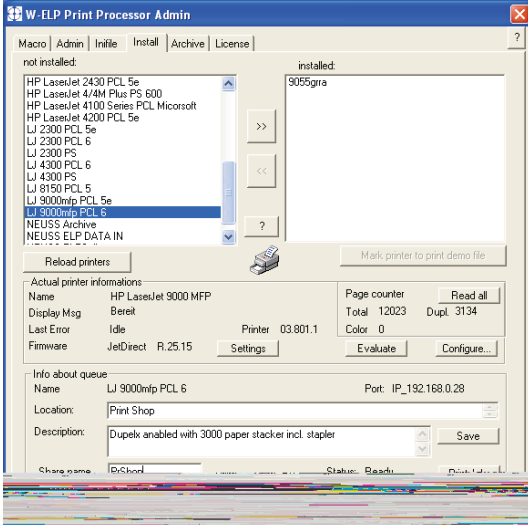 W-ELP Print Processor Admin
Macro Admin Inifile Install Archive License ?
not installed: installed:
HP LaserJet 2430 PCL 5e 9055grra
HP LaserJet 4/4M Plus PS 600
HP LaserJet 4100 Series PCL Micorsoft
HP LaserJet 4200 PCL 5e
LJ 2300 PCL 5e
LJ 2300 PCL 6
LJ 2300 PS
LJ 4300 PCL 6
LJ 4300 PS
LJ 8150 PCL 5
LJ 9000mfp PCL 5e
LJ 9000mfp PCL 6
NEUSS Archive
NEUSS ELP DATA IN
>>
<<
?
Reload printers Mark printer to print demo file
Actual printer informations
Name HP LaserJet 9000 MFP Page counter Read all
Display Msg Bereit Total 12023 Dupl. 3134
Last Error Idle Printer 03.801.1 Color 0
Firmware JetDirect R.25.15 Settings Evaluate Configure...
Info about queue
Name LJ 9000mfp PCL 6 Port: IP_192.168.0.28
Location: Print Shop
Description: Dupelx anabled with 3000 paper stacker incl. stapler Save
Share name PrShop Status: Ready